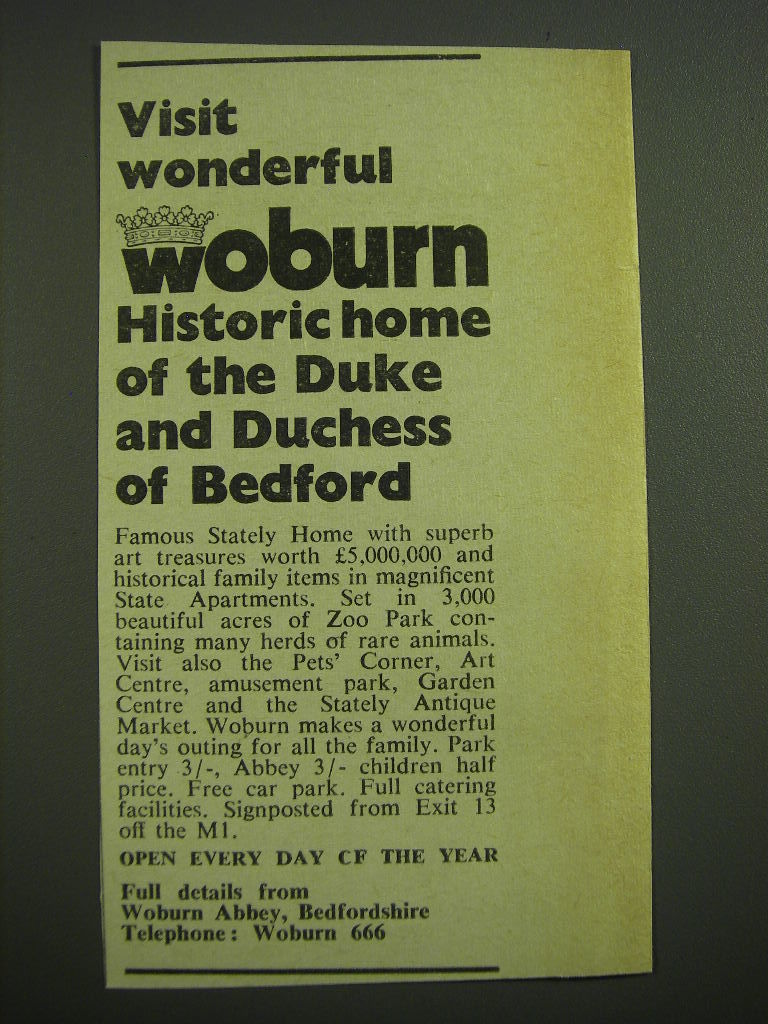 Visit
wonderful
woburn
Historic home
of the Duke
and Duchess
of Bedford
Famous Stately Home with superb
art treasures worth £5,000,000 and
historical family items in magnificent
State Apartments. Set in 3,000
beautiful acres of Zoo Park con-
taining many herds of rare animals.
Visit also the Pets' Corner, Art
Centre, amusement park, Garden
Centre and the Stately Antique
Market. Woburn makes a wonderful
day's outing for all the family. Park
entry 3/-, Abbey 3/- children half
price. Free car park. Full catering
facilities. Signposted from Exit 13
off the M1.
OPEN EVERY DAY CF THE YEAR
Full details from
Woburn Abbey, Bedfordshire
Telephone: Woburn 666